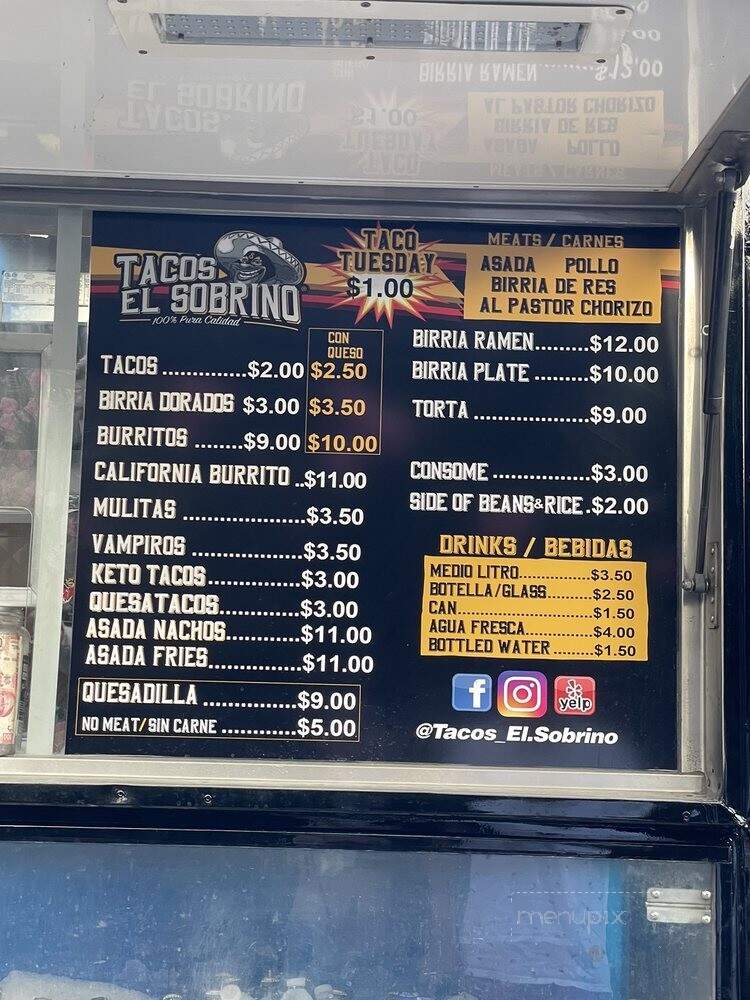 TACOS
EL SOBRINO
100% Pura Calidad
TACO
TUESDAY
$1.00
MEATS / CARNES
ASADA POLLO
BIRRIA DE RES
AL PASTOR CHORIZO
CON
QUESO
TACOS ..............$2.00 $2.50
BIRRIA DORADOS $3.00 $3.50
BURRITOS ........$9.00 $10.00
CALIFORNIA BURRITO ..$11.00
MULITAS ....................$3.50
VAMPIROS ..................$3.50
KETO TACOS...............$3.00
QUESATACOS.............$3.00
ASADA NACHOS............$11.00
ASADA FRIES...............$11.00
QUESADILLA ...............$9.00
NO MEAT/SIN CARNE ............$5.00
BIRRIA RAMEN.........$12.00
BIRRIA PLATE .........$10.00
TORTA ...................$9.00
CONSOME ................$3.00
SIDE OF BEANS&RICE.$2.00
DRINKS / BEBIDAS
MEDIO LITRO................$3.50
BOTELLA/GLASS..........$2.50
CAN...............................$1.50
AGUA FRESCA...............$4.00
BOTTLED WATER .........$1.50
yelp
@Tacos_El.Sobrino
menupix